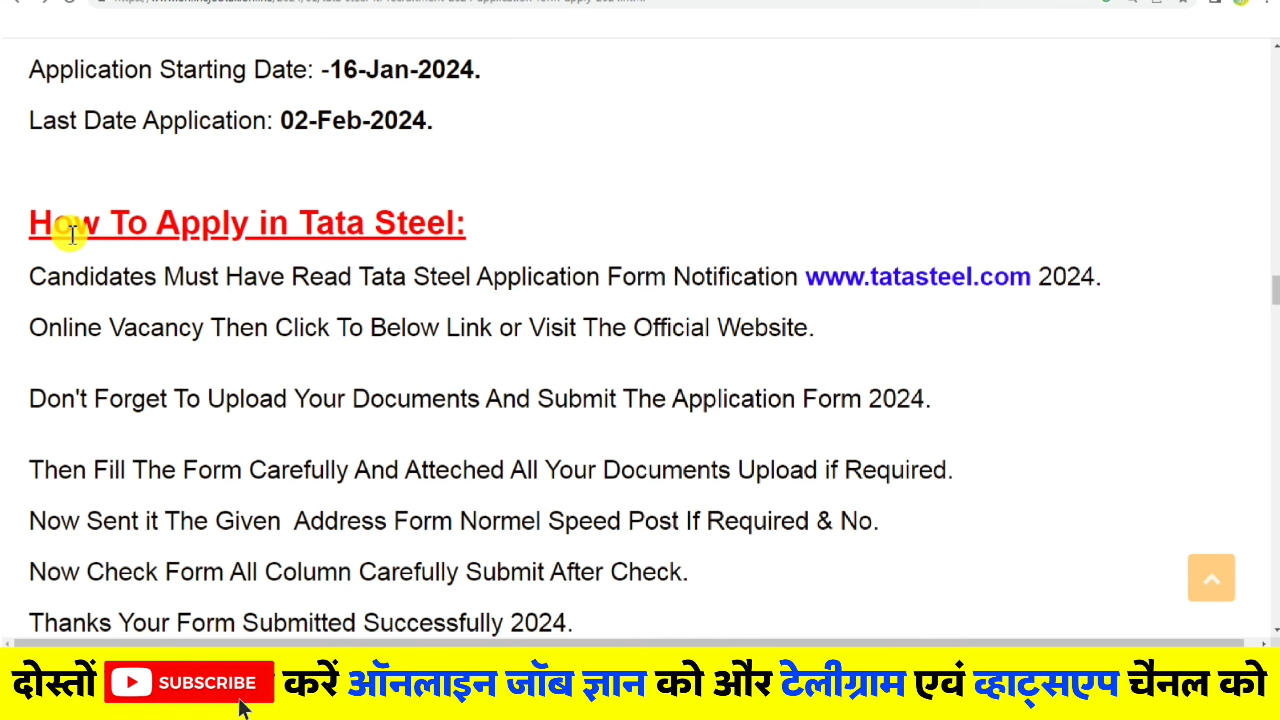 Application Starting Date: -16-Jan-2024.
Last Date Application: 02-Feb-2024.
How To Apply in Tata Steel:
Candidates Must Have Read Tata Steel Application Form Notification www.tatasteel.com 2024.
Online Vacancy Then Click To Below Link or Visit The Official Website.
Don't Forget To Upload Your Documents And Submit The Application Form 2024.
Then Fill The Form Carefully And Atteched All Your Documents Upload if Required.
Now Sent it The Given Address Form Normel Speed Post If Required & No.
Now Check Form All Column Carefully Submit After Check.
Thanks Your Form Submitted Successfully 2024.
दोस्तों SUBSCRIBE करें ऑनलाइन जॉब ज्ञान को और टेलीग्राम एवं व्हाट्सएप चैनल को